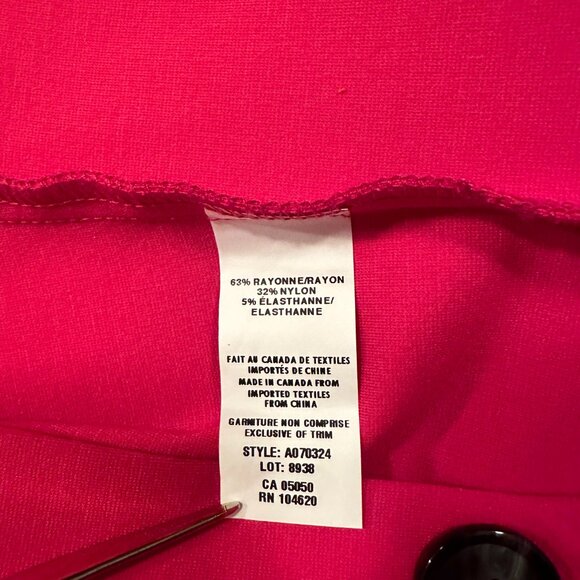 63% RAYONNE/RAYON
32% NYLON
5% ÉLASTHANNE/
ELASTHANNE
FAIT AU CANADA DE TEXTILES
IMPORTÉS DE CHINE
MADE IN CANADA FROM
IMPORTED TEXTILES
FROM CHINA
GARNITURE NON COMPRISE
EXCLUSIVE OF TRIM
STYLE: A070324
LOT: 8938
CA 05050
RN 104620